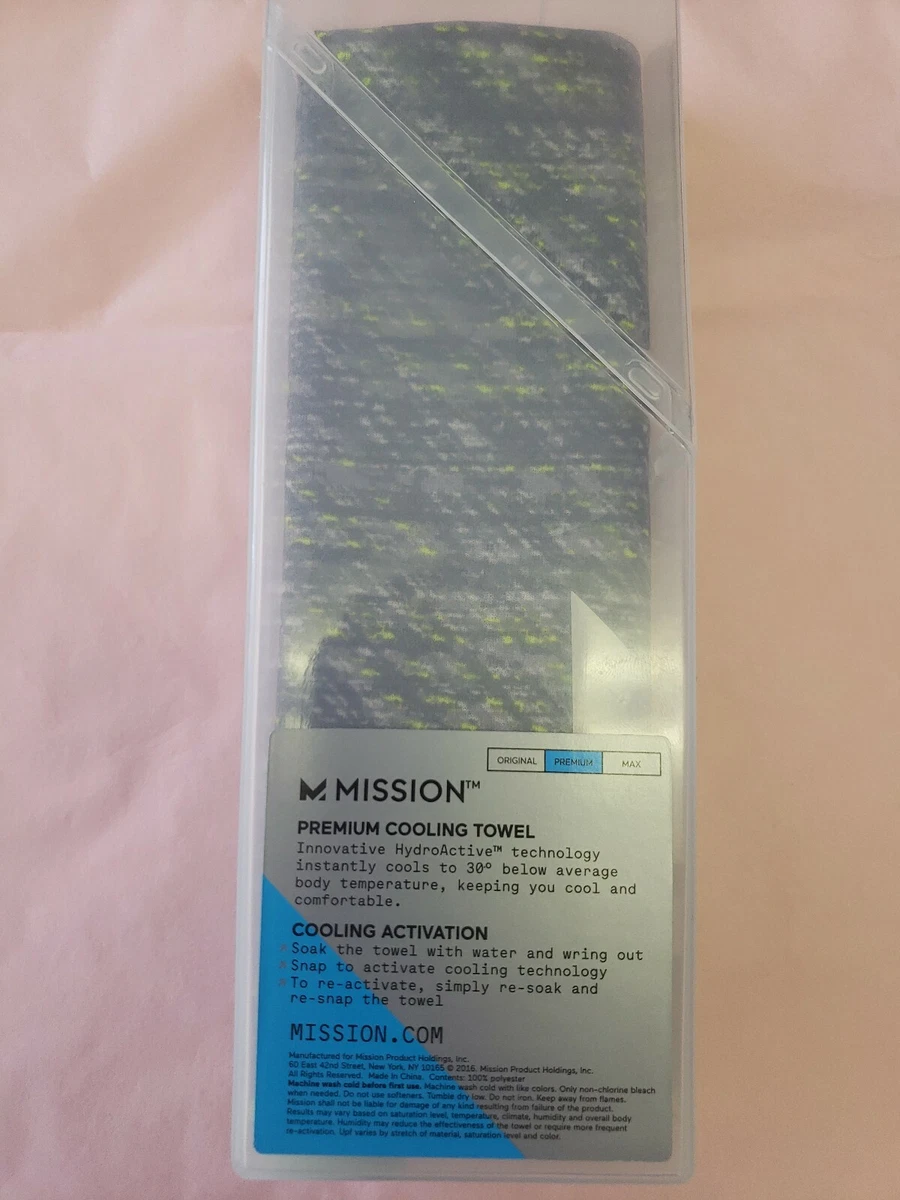 ORIGINAL PREMIUM MAX
MISSION™
PREMIUM COOLING TOWEL
Innovative HydroActive™ technology
instantly cools to 30º below average
body temperature, keeping you cool and
comfortable.
COOLING ACTIVATION
Soak the towel with water and wring out
Snap to activate cooling technology
To re-activate, simply re-soak and
re-snap the towel
MISSION.COM
Manufactured for Mission Product Holdings, Inc.
60 East 42nd Street, New York, NY 10165 © 2016. Mission Product Holdings, Inc.
All Rights Reserved. Made in China. Contents: 100% polyester
Machine wash cold before first use. Machine wash cold with like colors. Only non-chlorine bleach
when needed. Do not use softeners. Tumble dry low. Do not iron. Keep away from flames.
Mission shall not be liable for damage of any kind resulting from failure of the product.
Results may vary based on saturation level, temperature, climate, humidity and overall body
temperature. Humidity may reduce the effectiveness of the towel or require more frequent
re-activation. Upf varies by stretch of material, saturation level and color.